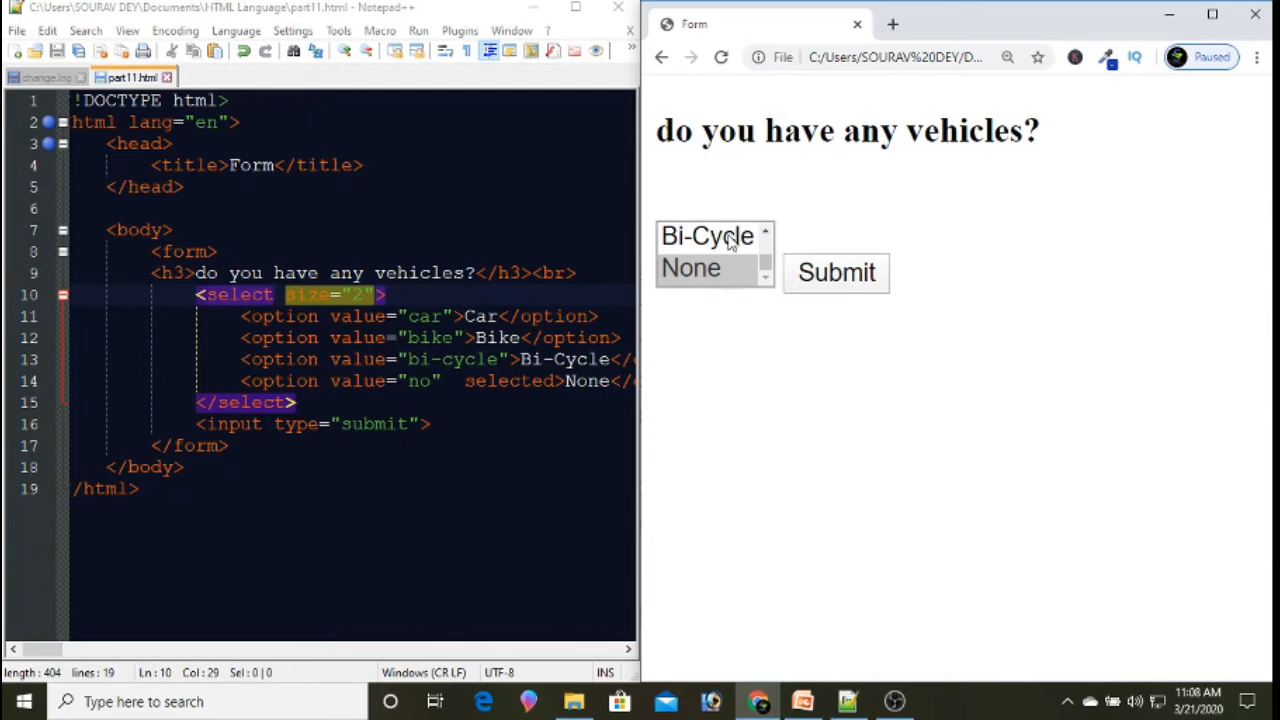 C:\Users\SOURAV DEY\Documents\HTML Language\part11.html - Notepad++
File Edit Search View Encoding Language Settings Tools Macro Run Plugins Window ? X
change.log part11.html
1 !DOCTYPE html>
2 html lang="en">
3 <head>
4 <title>Form</title>
5 </head>
6
7 <body>
8 <form>
9 <h3>do you have any vehicles?</h3><br>
10 <select size="2">
11 <option value="car">Car</option>
12 <option value="bike">Bike</option>
13 <option value="bi-cycle">Bi-Cycle</
14 <option value="no" selected>None</
15 </select>
16 <input type="submit">
17 </form>
18 </body>
19 /html>
length : 404 lines : 19 Ln : 10 Col : 29 Sel : 0 | 0 Windows (CR LF) UTF-8 INS
Form
File C:/Users/SOURAV%20DEY/D... IQ Paused
do you have any vehicles?
Bi-Cycle
None
Submit
Type here to search
11:08 AM
3/21/2020